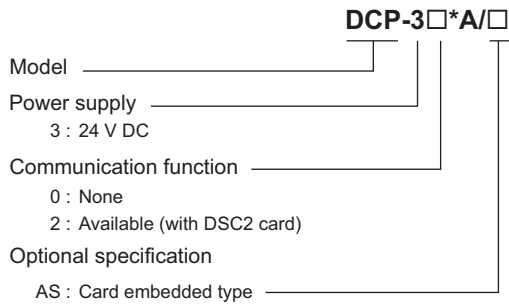 DCP-3□*A/□
Model
Power supply
3 : 24 V DC
Communication function
0 : None
2 : Available (with DSC2 card)
Optional specification
AS : Card embedded type